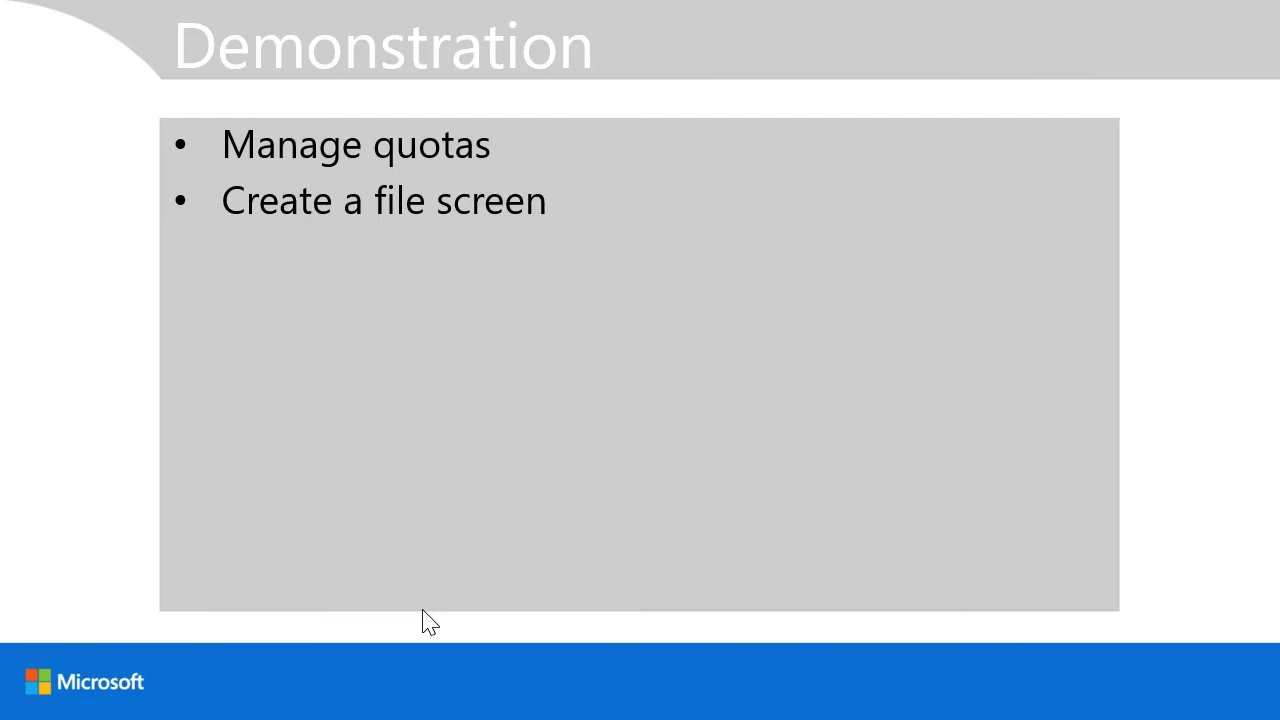 Demonstration
• Manage quotas
• Create a file screen
Microsoft